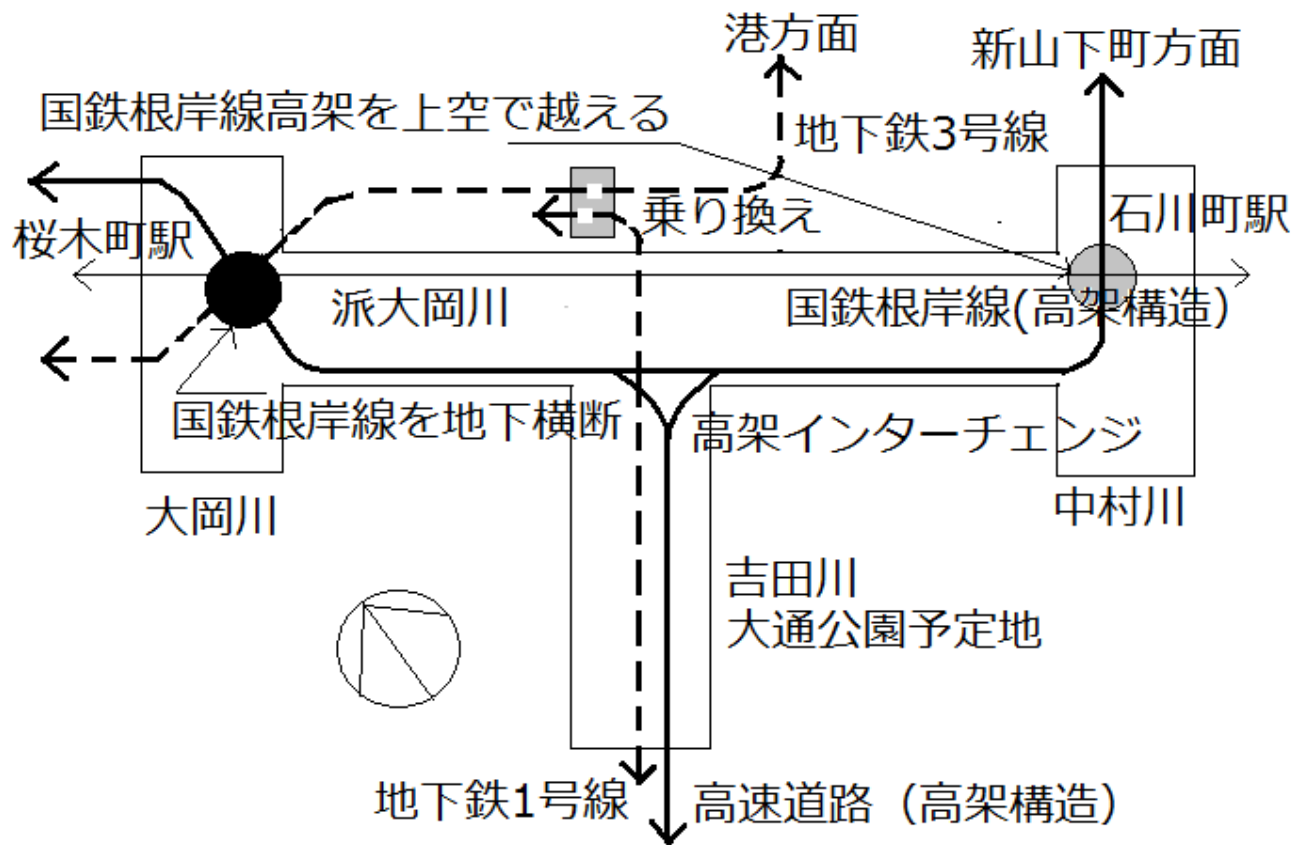 港方面
新山下町方面
国鉄根岸線高架を上空で越える
地下鉄3号線
乗り換え
石川町駅
桜木町駅
派大岡川
国鉄根岸線(高架構造)
国鉄根岸線を地下横断
高架インターチェンジ
大岡川
中村川
吉田川
大通公園予定地
地下鉄1号線
高速道路（高架構造）